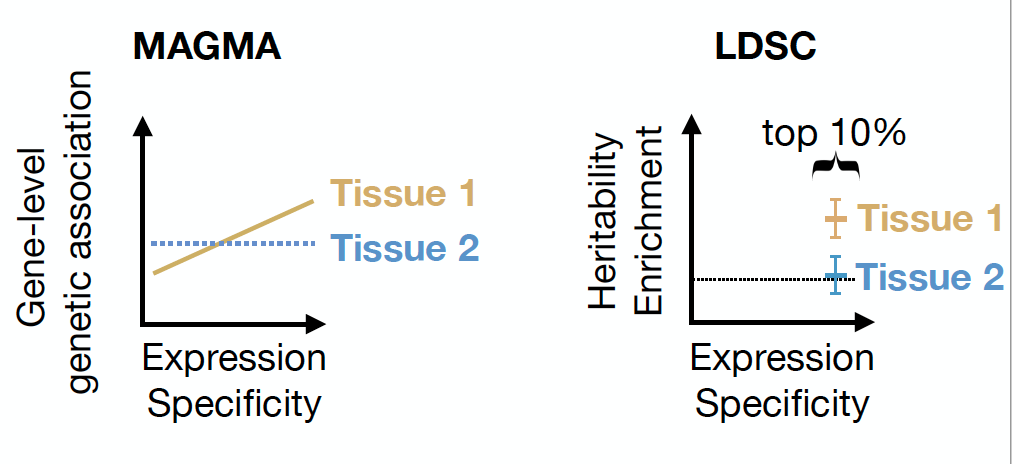 MAGMA
Gene-level
genetic association
Tissue 1
Tissue 2
Expression
Specificity
LDSC
Heritability
Enrichment
top 10%
Tissue 1
Tissue 2
Expression
Specificity